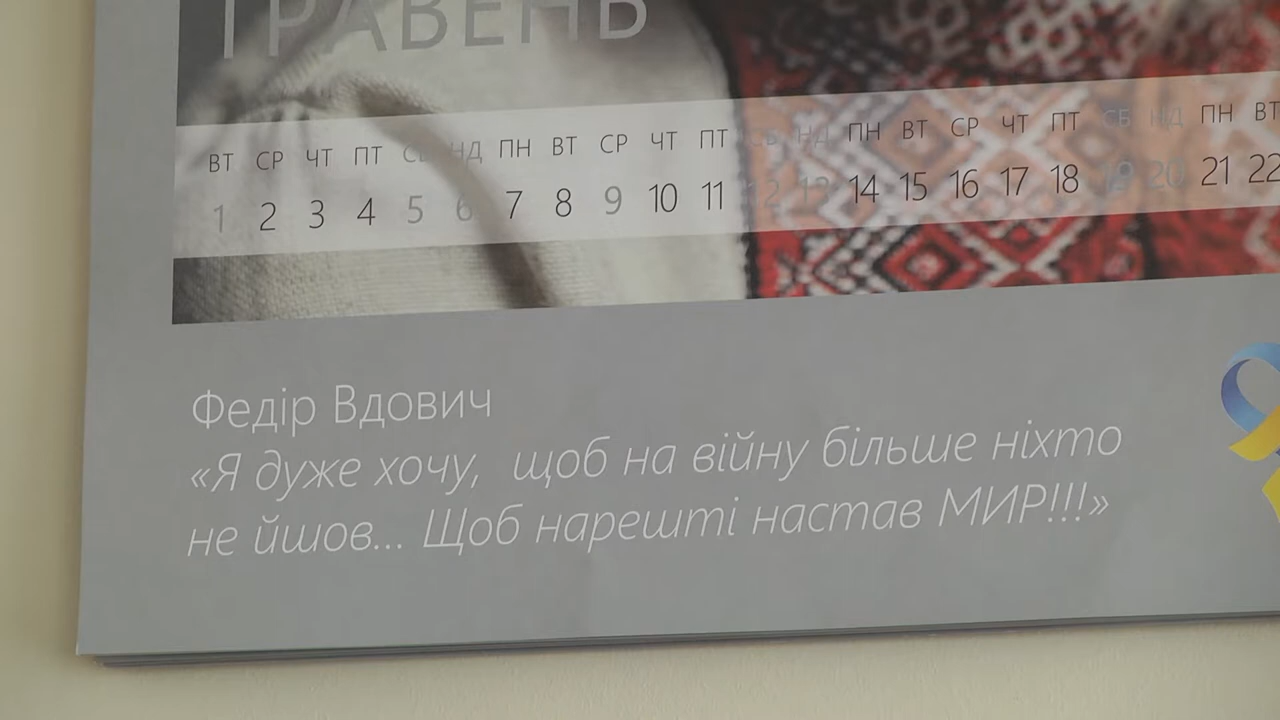 ТРАВЕНЬ
ВТ СР ЧТ ПТ СБ НД ПН ВТ СР ЧТ ПТ СБ НД ПН ВТ СР ЧТ ПТ СБ НД ПН ВТ
1 2 3 4 5 6 7 8 9 10 11 12 13 14 15 16 17 18 19 20 21 22
Федір Вдович
«Я дуже хочу, щоб на війну більше ніхто
не йшов... Щоб нарешті настав МИР!!!»